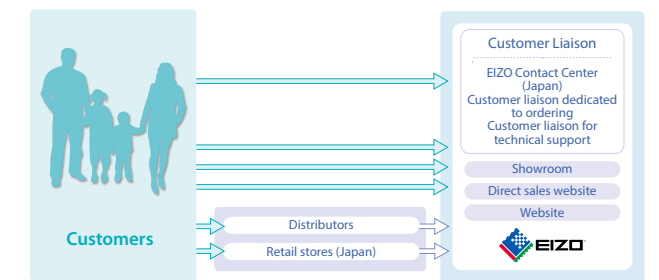 Customers
Distributors
Retail stores (Japan)
Customer Liaison
EIZO Contact Center
(Japan)
Customer liaison dedicated
to ordering
Customer liaison for
technical support
Showroom
Direct sales website
Website
EIZO